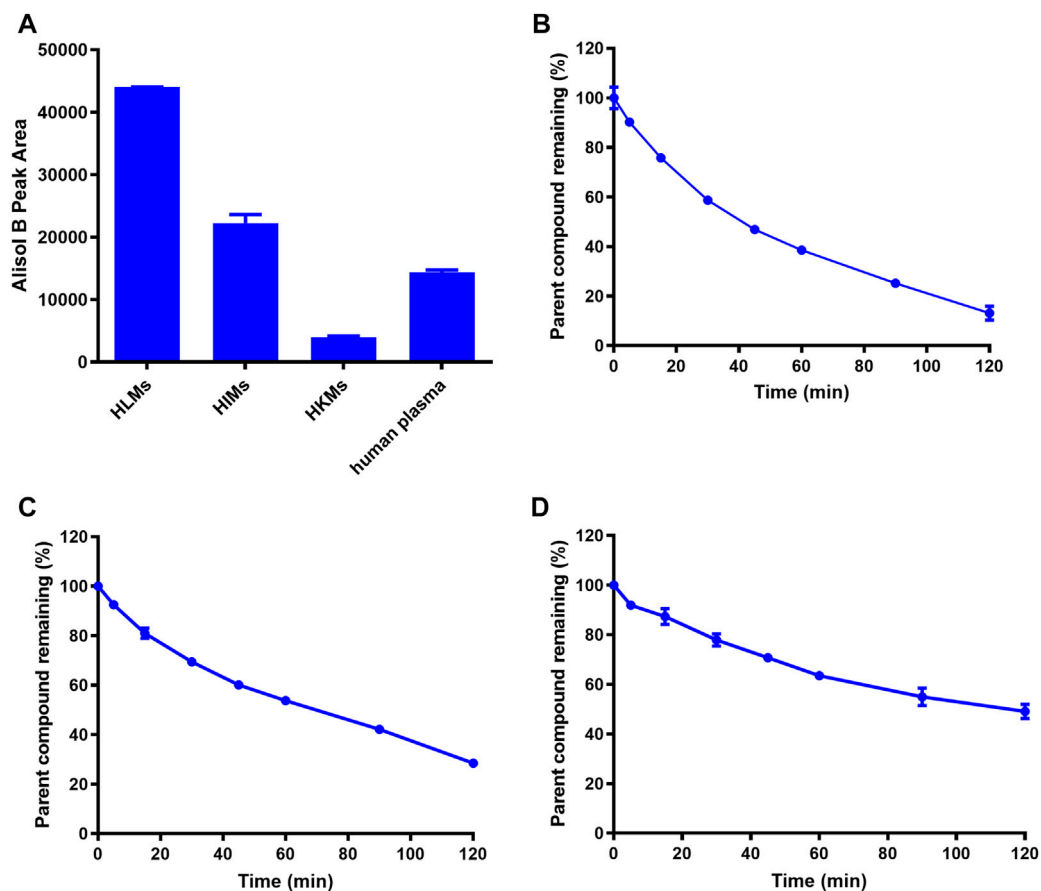 A
Alisol B Peak Area
50000
40000
30000
20000
10000
0
HLMs
HIMs
HKMs
human plasma
B
Parent compound remaining (%)
120
100
80
60
40
20
0
0 20 40 60 80 100 120
Time (min)
C
Parent compound remaining (%)
120
100
80
60
40
20
0
0 20 40 60 80 100 120
Time (min)
D
Parent compound remaining (%)
120
100
80
60
40
20
0
0 20 40 60 80 100 120
Time (min)